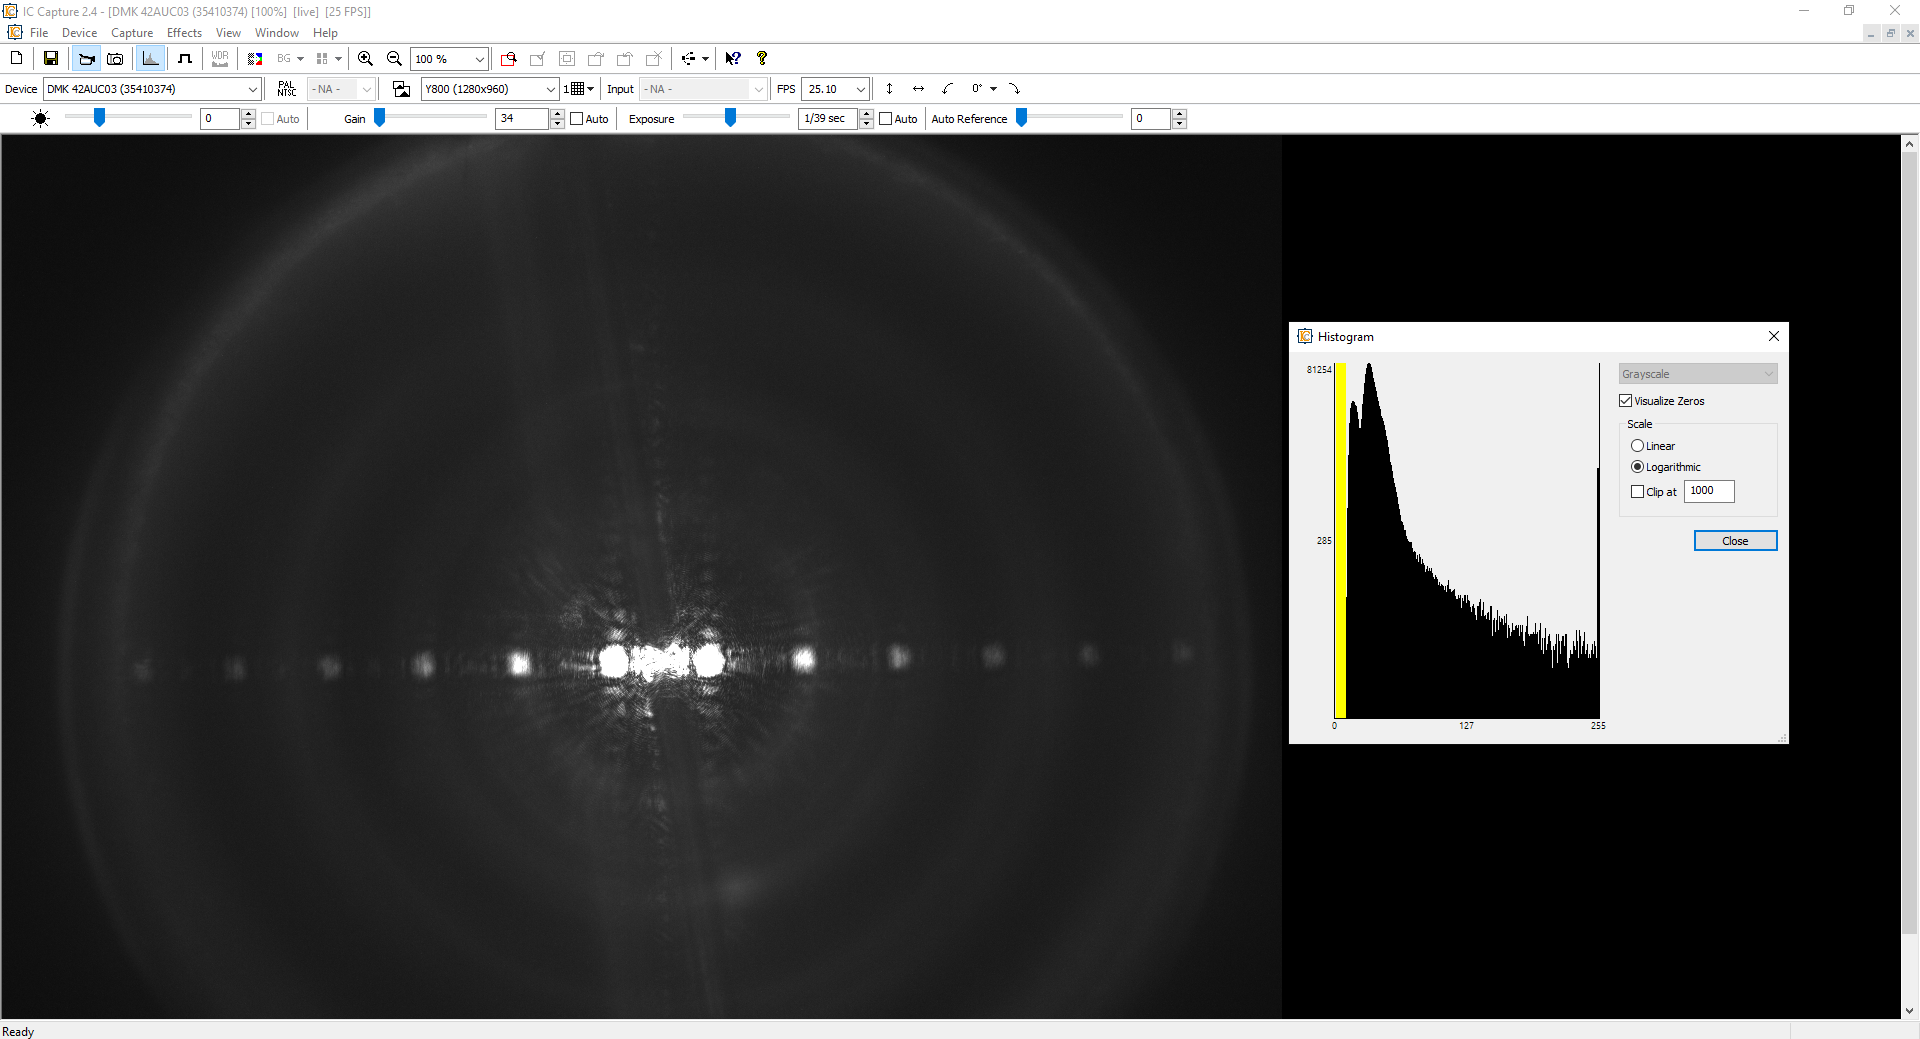 IC Capture 2.4 - [DMK 42AUC03 (35410374) [100%]  [live]  [25 FPS]]
File Device Capture Effects View Window Help
WDR BG 100 %
Device DMK 42AUC03 (35410374) PAL NTSC - NA - Y800 (1280x960) 1 Input - NA - FPS 25.10 0°
0 Auto Gain 34 Auto Exposure 1/39 sec Auto Auto Reference 0
Histogram
81254
285
0 127 255
Grayscale
Visualize Zeros
Scale
Linear
Logarithmic
Clip at 1000
Close
Ready